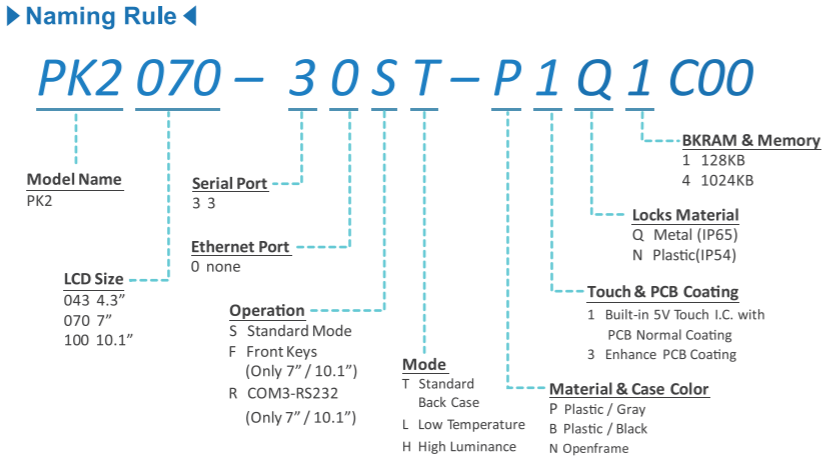 Naming Rule
PK2 070 – 3 0 S T – P 1 Q 1 C00
Model Name
PK2
LCD Size
043 4.3”
070 7”
100 10.1”
Serial Port
3 3
Ethernet Port
0 none
Operation
S Standard Mode
F Front Keys
(Only 7” / 10.1”)
R COM3-RS232
(Only 7” / 10.1”)
Mode
T Standard
Back Case
L Low Temperature
H High Luminance
Material & Case Color
P Plastic / Gray
B Plastic / Black
N Openframe
Touch & PCB Coating
1 Built-in 5V Touch I.C. with
PCB Normal Coating
3 Enhance PCB Coating
Locks Material
Q Metal (IP65)
N Plastic(IP54)
BKRAM & Memory
1 128KB
4 1024KB